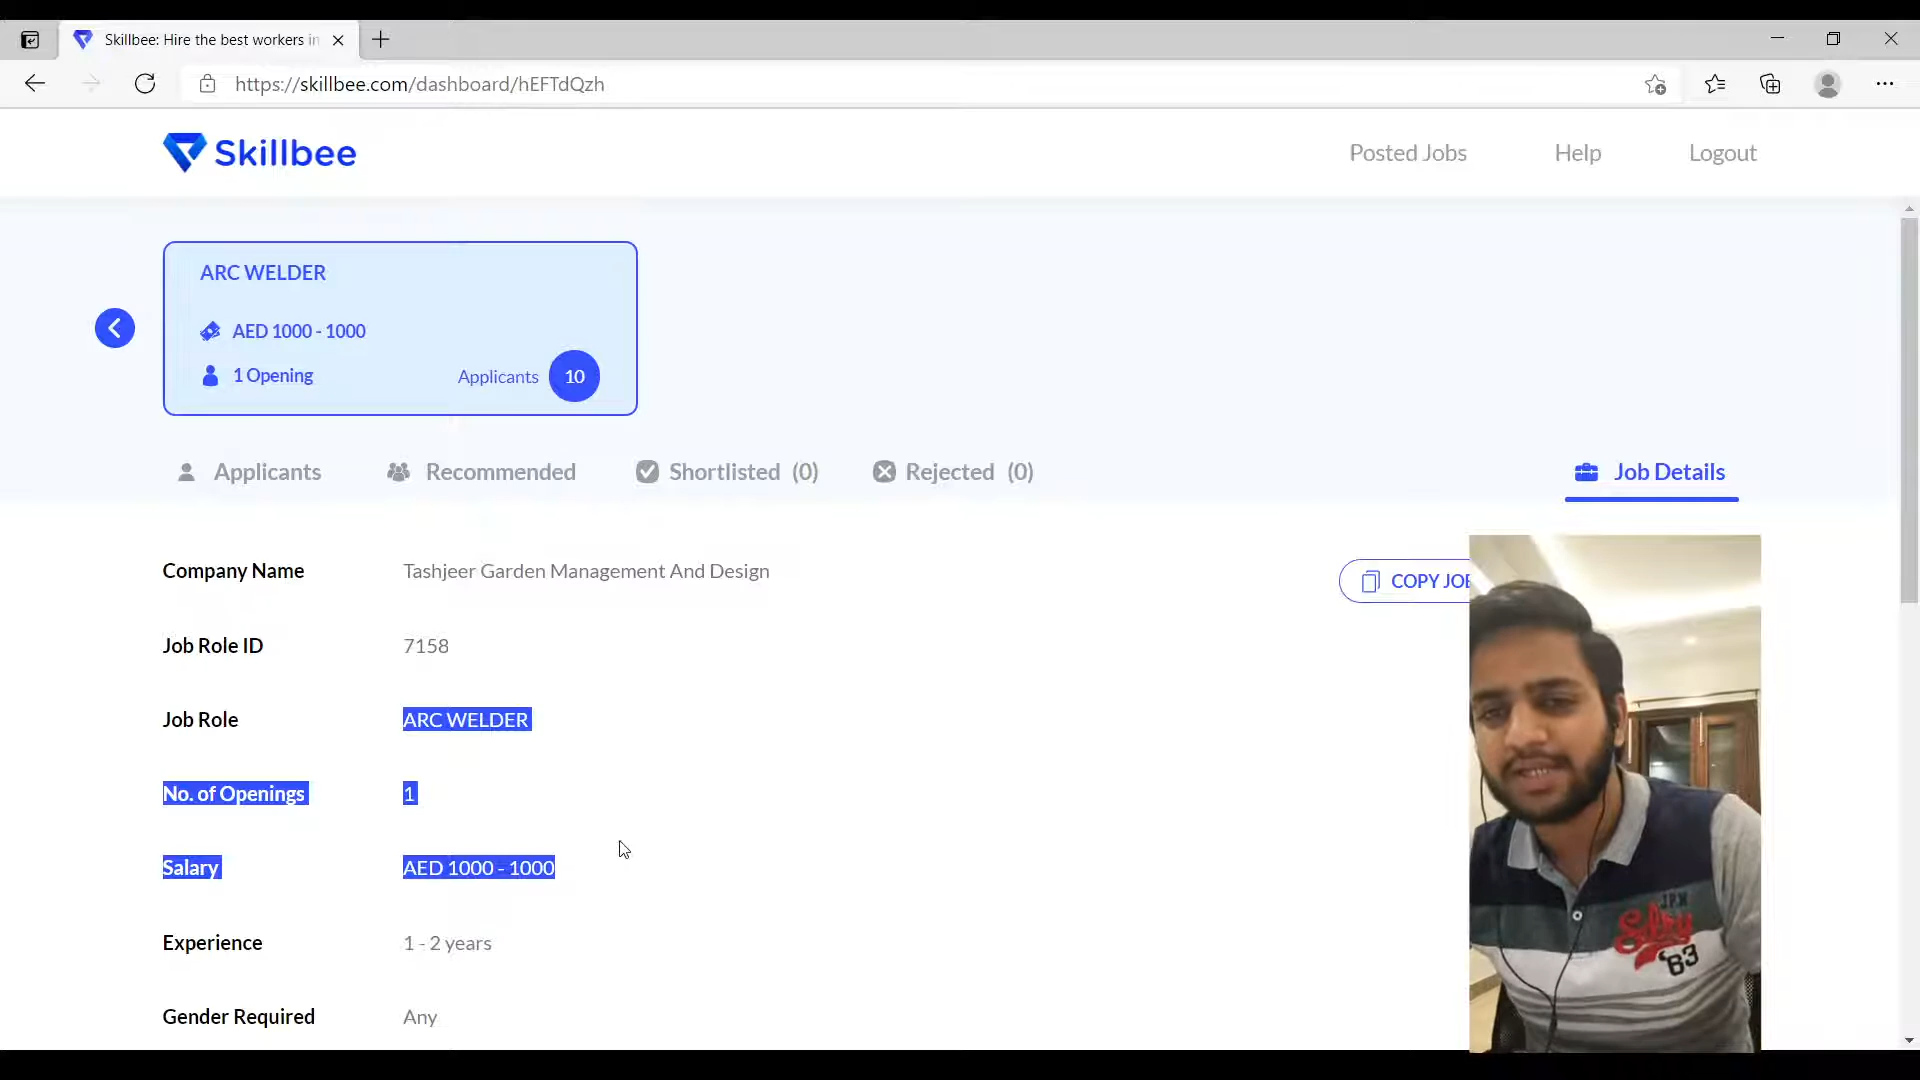 Skillbee: Hire the best workers in
https://skillbee.com/dashboard/hEFTdQzh
Skillbee
Posted Jobs
Help
Logout
ARC WELDER
AED 1000 - 1000
1 Opening
Applicants 10
Applicants
Recommended
Shortlisted (0)
Rejected (0)
Job Details
Company Name Tashjeer Garden Management And Design
COPY JOB
Job Role ID 7158
Job Role ARC WELDER
No. of Openings 1
Salary AED 1000 - 1000
Experience 1 - 2 years
Gender Required Any
'63